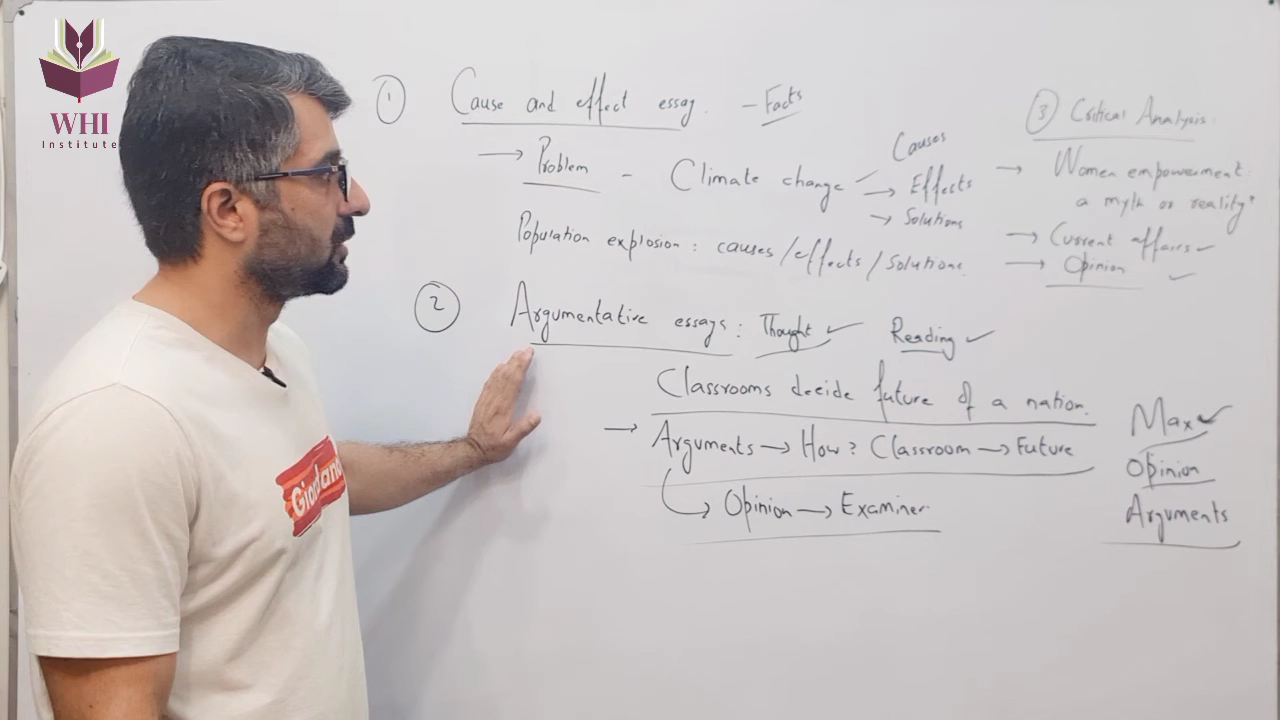 WHI
Institute
① Cause and effect essay. – Facts
→ Problem – Climate change
Causes
→ Effects
→ Solutions
Population explosion : causes/effects/solutions.
② Argumentative essays : Thought ✓ Reading ✓
Classrooms decide future of a nation.
→ Arguments → How? Classroom → Future
↳ Opinion → Examiner.
③ Critical Analysis.
→ Women empowerment:
a myth or reality?
→ Current affairs ✓
→ Opinion ✓
Max ✓
Opinion
Arguments
Giordano